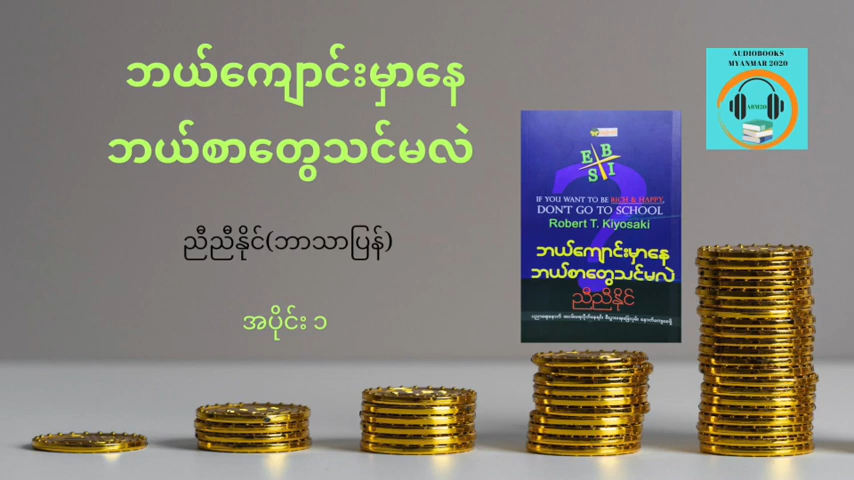 ဘယ်ကျောင်းမှာနေ
ဘယ်စာတွေသင်မလဲ
ညီညီနိုင်(ဘာသာပြန်)
အပိုင်း ၁
AUDIOBOOKS
MYANMAR 2020
ABM20
E B
S I
IF YOU WANT TO BE RICH & HAPPY,
DON'T GO TO SCHOOL
Robert T. Kiyosaki
ဘယ်ကျောင်းမှာနေ
ဘယ်စာတွေသင်မလဲ
ညီညီနိုင်